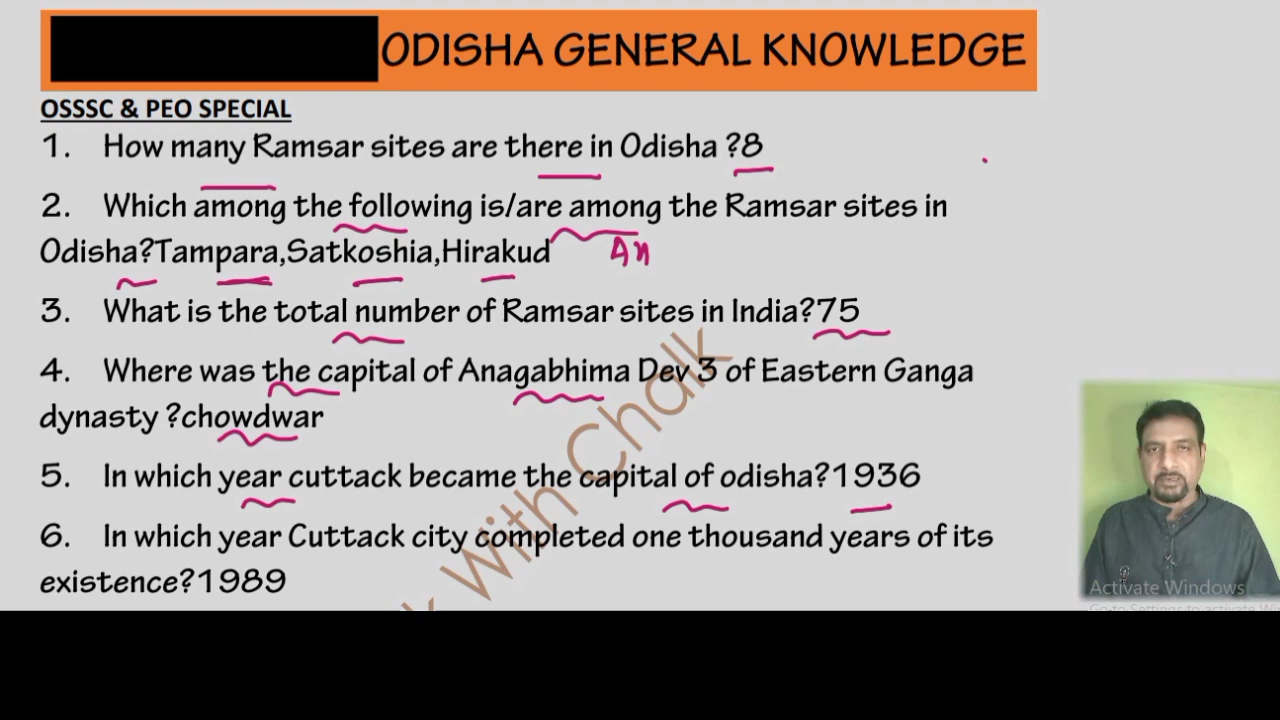 ODISHA GENERAL KNOWLEDGE
OSSSC & PEO SPECIAL
1. How many Ramsar sites are there in Odisha ?8
2. Which among the following is/are among the Ramsar sites in
Odisha?Tampara,Satkoshia,Hirakud An
3. What is the total number of Ramsar sites in India?75
4. Where was the capital of Anagabhima Dev 3 of Eastern Ganga
dynasty ?chowdwar
5. In which year cuttack became the capital of odisha?1936
6. In which year Cuttack city completed one thousand years of its
existence?1989
With Chalk
Activate Windows